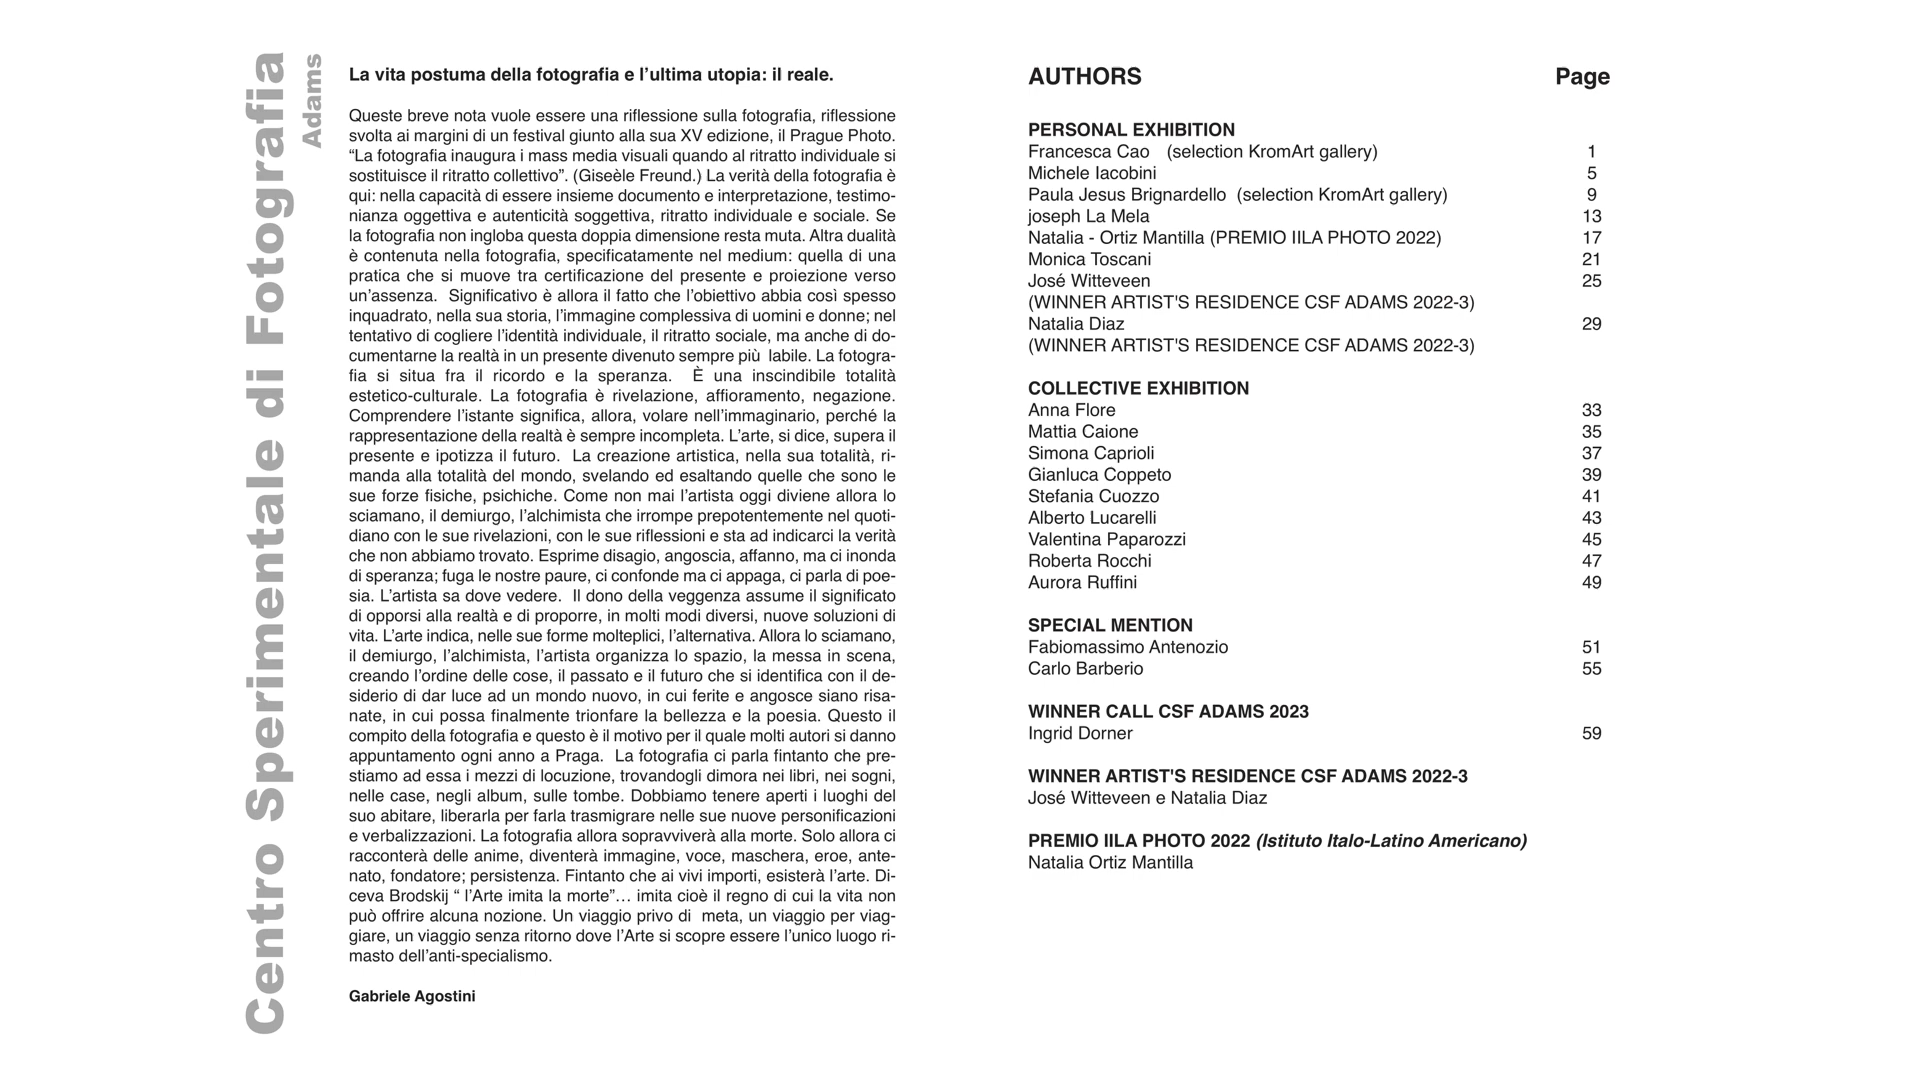 Centro Sperimentale di Fotografia
Adams
La vita postuma della fotografia e l’ultima utopia: il reale.
Queste breve nota vuole essere una riflessione sulla fotografia, riflessione
svolta ai margini di un festival giunto alla sua XV edizione, il Prague Photo.
“La fotografia inaugura i mass media visuali quando al ritratto individuale si
sostituisce il ritratto collettivo”. (Giseèle Freund.) La verità della fotografia è
qui: nella capacità di essere insieme documento e interpretazione, testimo-
nianza oggettiva e autenticità soggettiva, ritratto individuale e sociale. Se
la fotografia non ingloba questa doppia dimensione resta muta. Altra dualità
è contenuta nella fotografia, specificatamente nel medium: quella di una
pratica che si muove tra certificazione del presente e proiezione verso
un’assenza.  Significativo è allora il fatto che l’obiettivo abbia così spesso
inquadrato, nella sua storia, l’immagine complessiva di uomini e donne; nel
tentativo di cogliere l’identità individuale, il ritratto sociale, ma anche di do-
cumentarne la realtà in un presente divenuto sempre più  labile. La fotogra-
fia si situa fra il ricordo e la speranza.  È una inscindibile totalità
estetico-culturale. La fotografia è rivelazione, affioramento, negazione.
Comprendere l’istante significa, allora, volare nell’immaginario, perché la
rappresentazione della realtà è sempre incompleta. L’arte, si dice, supera il
presente e ipotizza il futuro.  La creazione artistica, nella sua totalità, ri-
manda alla totalità del mondo, svelando ed esaltando quelle che sono le
sue forze fisiche, psichiche. Come non mai l’artista oggi diviene allora lo
sciamano, il demiurgo, l’alchimista che irrompe prepotentemente nel quoti-
diano con le sue rivelazioni, con le sue riflessioni e sta ad indicarci la verità
che non abbiamo trovato. Esprime disagio, angoscia, affanno, ma ci inonda
di speranza; fuga le nostre paure, ci confonde ma ci appaga, ci parla di poe-
sia. L’artista sa dove vedere.  Il dono della veggenza assume il significato
di opporsi alla realtà e di proporre, in molti modi diversi, nuove soluzioni di
vita. L’arte indica, nelle sue forme molteplici, l’alternativa. Allora lo sciamano,
il demiurgo, l’alchimista, l’artista organizza lo spazio, la messa in scena,
creando l’ordine delle cose, il passato e il futuro che si identifica con il de-
siderio di dar luce ad un mondo nuovo, in cui ferite e angosce siano risa-
nate, in cui possa finalmente trionfare la bellezza e la poesia. Questo il
compito della fotografia e questo è il motivo per il quale molti autori si danno
appuntamento ogni anno a Praga.  La fotografia ci parla fintanto che pre-
stiamo ad essa i mezzi di locuzione, trovandogli dimora nei libri, nei sogni,
nelle case, negli album, sulle tombe. Dobbiamo tenere aperti i luoghi del
suo abitare, liberarla per farla trasmigrare nelle sue nuove personificazioni
e verbalizzazioni. La fotografia allora sopravviverà alla morte. Solo allora ci
racconterà delle anime, diventerà immagine, voce, maschera, eroe, ante-
nato, fondatore; persistenza. Fintanto che ai vivi importi, esisterà l’arte. Di-
ceva Brodskij “ l’Arte imita la morte”… imita cioè il regno di cui la vita non
può offrire alcuna nozione. Un viaggio privo di  meta, un viaggio per viag-
giare, un viaggio senza ritorno dove l’Arte si scopre essere l’unico luogo ri-
masto dell’anti-specialismo.
Gabriele Agostini
AUTHORS Page
PERSONAL EXHIBITION
Francesca Cao (selection KromArt gallery) 1
Michele Iacobini 5
Paula Jesus Brignardello (selection KromArt gallery) 9
joseph La Mela 13
Natalia - Ortiz Mantilla (PREMIO IILA PHOTO 2022) 17
Monica Toscani 21
José Witteveen 25
(WINNER ARTIST'S RESIDENCE CSF ADAMS 2022-3)
Natalia Diaz 29
(WINNER ARTIST'S RESIDENCE CSF ADAMS 2022-3)
COLLECTIVE EXHIBITION
Anna Flore 33
Mattia Caione 35
Simona Caprioli 37
Gianluca Coppeto 39
Stefania Cuozzo 41
Alberto Lucarelli 43
Valentina Paparozzi 45
Roberta Rocchi 47
Aurora Ruffini 49
SPECIAL MENTION
Fabiomassimo Antenozio 51
Carlo Barberio 55
WINNER CALL CSF ADAMS 2023
Ingrid Dorner 59
WINNER ARTIST'S RESIDENCE CSF ADAMS 2022-3
José Witteveen e Natalia Diaz
PREMIO IILA PHOTO 2022 (Istituto Italo-Latino Americano)
Natalia Ortiz Mantilla